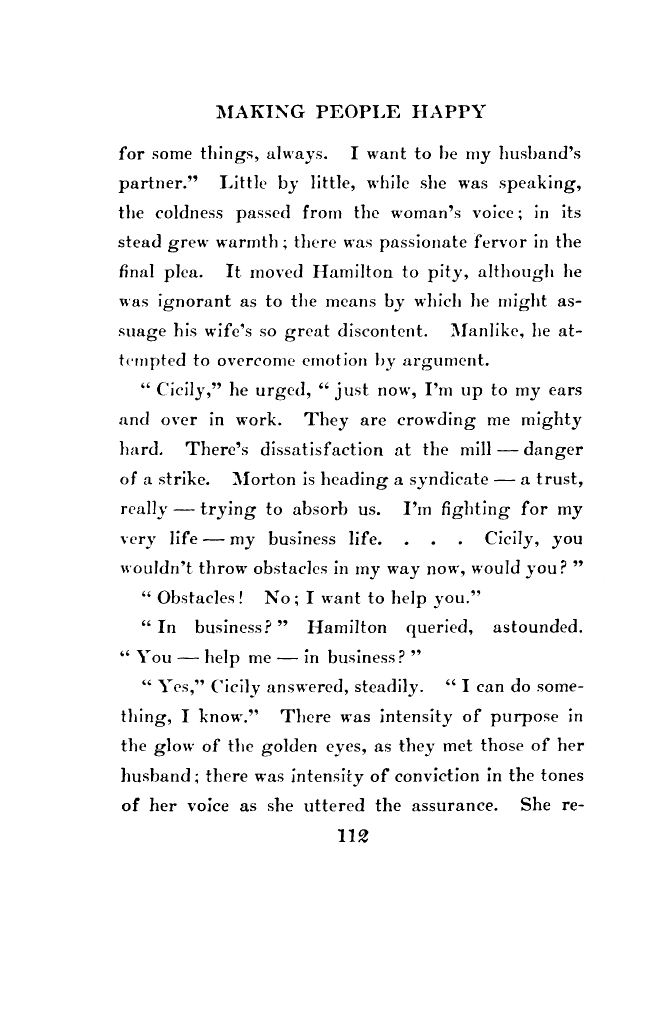 MAKING PEOPLE HAPPY
for some things, always. I want to be my husband's
partner.” Little by little, while she was speaking,
the coldness passed from the woman's voice; in its
stead grew warmth; there was passionate fervor in the
final plea. It moved Hamilton to pity, although he
was ignorant as to the means by which he might as-
suage his wife's so great discontent. Manlike, he at-
tempted to overcome emotion by argument.
“ Cicily,” he urged, “ just now, I'm up to my ears
and over in work. They are crowding me mighty
hard. There's dissatisfaction at the mill — danger
of a strike. Morton is heading a syndicate — a trust,
really — trying to absorb us. I'm fighting for my
very life — my business life. . . . Cicily, you
wouldn't throw obstacles in my way now, would you? ”
“ Obstacles! No; I want to help you.”
“ In business? ” Hamilton queried, astounded.
“ You — help me — in business? ”
“ Yes,” Cicily answered, steadily. “ I can do some-
thing, I know.” There was intensity of purpose in
the glow of the golden eyes, as they met those of her
husband; there was intensity of conviction in the tones
of her voice as she uttered the assurance. She re-
112